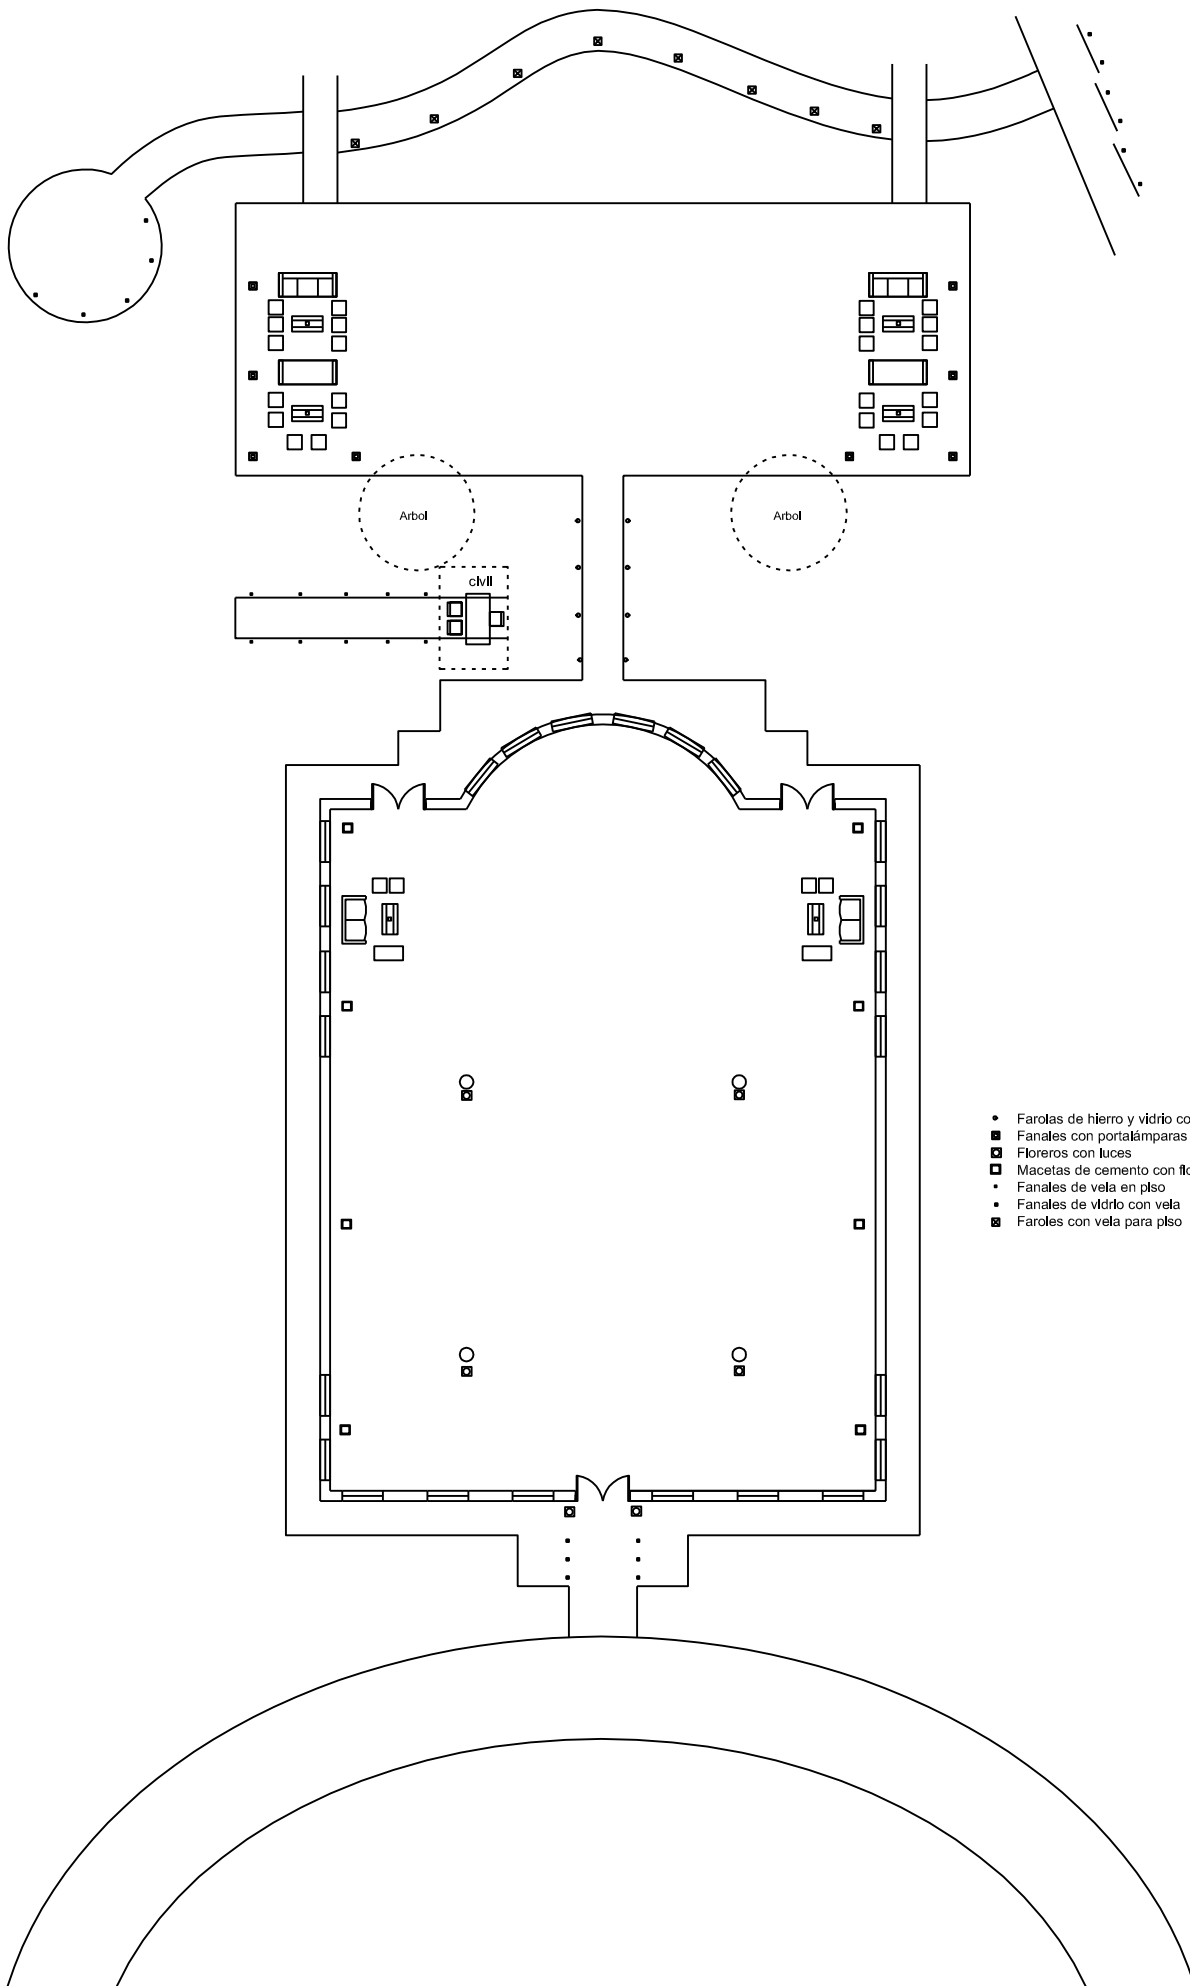 Arbol
Arbol
civil
Farolas de hierro y vidrio co
Fanales con portalámparas
Floreros con luces
Macetas de cemento con flo
Fanales de vela en piso
Fanales de vidrio con vela
Faroles con vela para piso